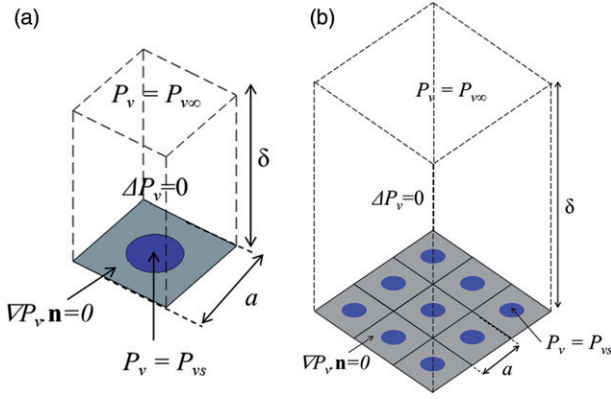 (a)
P_v = P_v∞
δ
ΔP_v=0
a
∇P_v.n=0
P_v = P_vs
(b)
P_v = P_v∞
ΔP_v=0
δ
P_v = P_vs
∇P_v.n=0
a